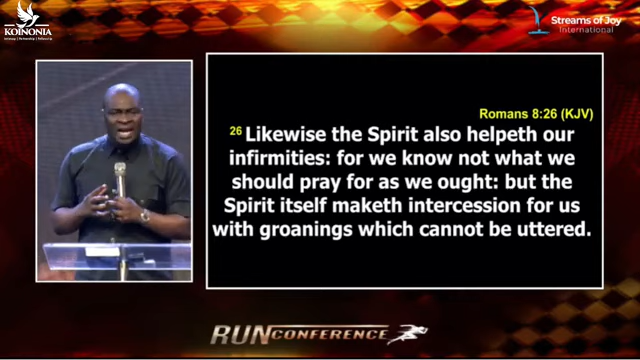 KOINONIA
Streams of Joy
International
Romans 8:26 (KJV)
26 Likewise the Spirit also helpeth our
infirmities: for we know not what we
should pray for as we ought: but the
Spirit itself maketh intercession for us
with groanings which cannot be uttered.
RUN CONFERENCE